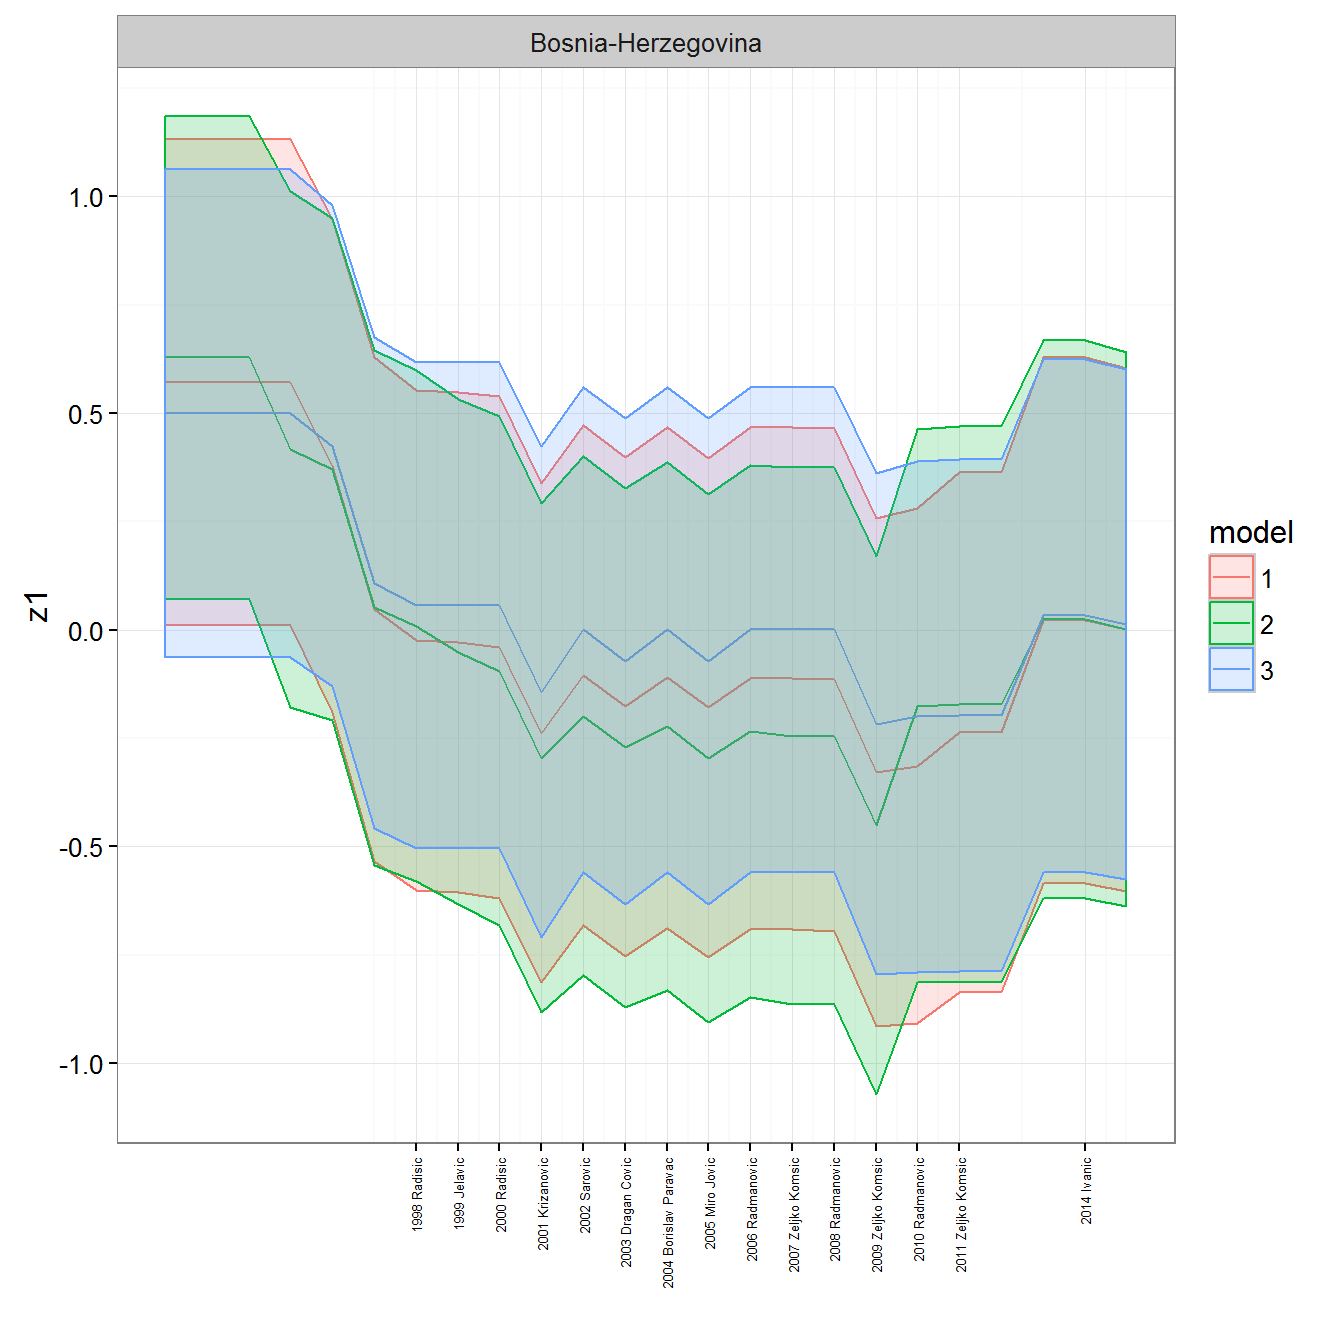 Bosnia-Herzegovina
1.0
0.5
0.0
-0.5
-1.0
z1
model
1
2
3
1998 Radisic
1999 Jelavic
2000 Radisic
2001 Krizanovic
2002 Sarovic
2003 Dragan Covic
2004 Borislav Paravac
2005 Miro Jovic
2006 Radmanovic
2007 Zeljko Komsic
2008 Radmanovic
2009 Zeljko Komsic
2010 Radmanovic
2011 Zeljko Komsic
2014 Ivanic